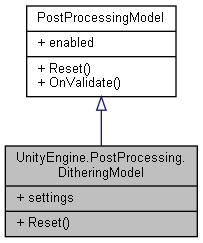 PostProcessingModel
+ enabled
+ Reset()
+ OnValidate()
UnityEngine.PostProcessing.
DitheringModel
+ settings
+ Reset()